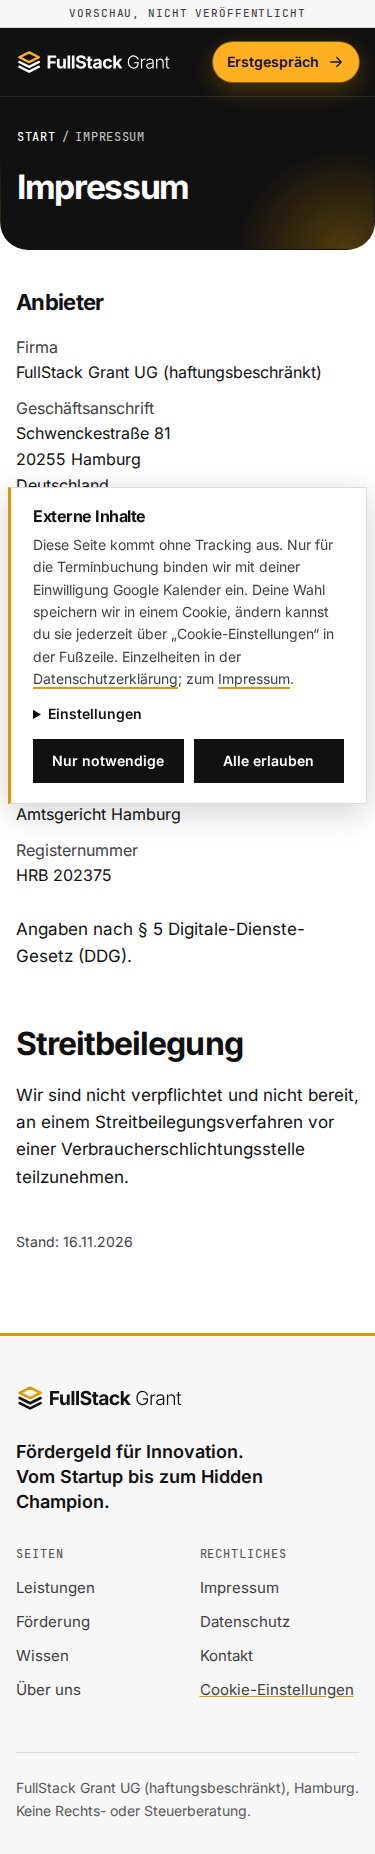 VORSCHAU, NICHT VERÖFFENTLICHT
FullStack Grant
Erstgespräch →
START / IMPRESSUM
Impressum
Anbieter
Firma
FullStack Grant UG (haftungsbeschränkt)
Geschäftsanschrift
Schwenckestraße 81
20255 Hamburg
Deutschland
Externe Inhalte
Diese Seite kommt ohne Tracking aus. Nur für
die Terminbuchung binden wir mit deiner
Einwilligung Google Kalender ein. Deine Wahl
speichern wir in einem Cookie, ändern kannst
du sie jederzeit über „Cookie-Einstellungen“ in
der Fußzeile. Einzelheiten in der
Datenschutzerklärung; zum Impressum.
Einstellungen
Nur notwendige
Alle erlauben
Amtsgericht Hamburg
Registernummer
HRB 202375
Angaben nach § 5 Digitale-Dienste-
Gesetz (DDG).
Streitbeilegung
Wir sind nicht verpflichtet und nicht bereit,
an einem Streitbeilegungsverfahren vor
einer Verbraucherschlichtungsstelle
teilzunehmen.
Stand: 16.11.2026
FullStack Grant
Fördergeld für Innovation.
Vom Startup bis zum Hidden
Champion.
SEITEN
Leistungen
Förderung
Wissen
Über uns
RECHTLICHES
Impressum
Datenschutz
Kontakt
Cookie-Einstellungen
FullStack Grant UG (haftungsbeschränkt), Hamburg.
Keine Rechts- oder Steuerberatung.